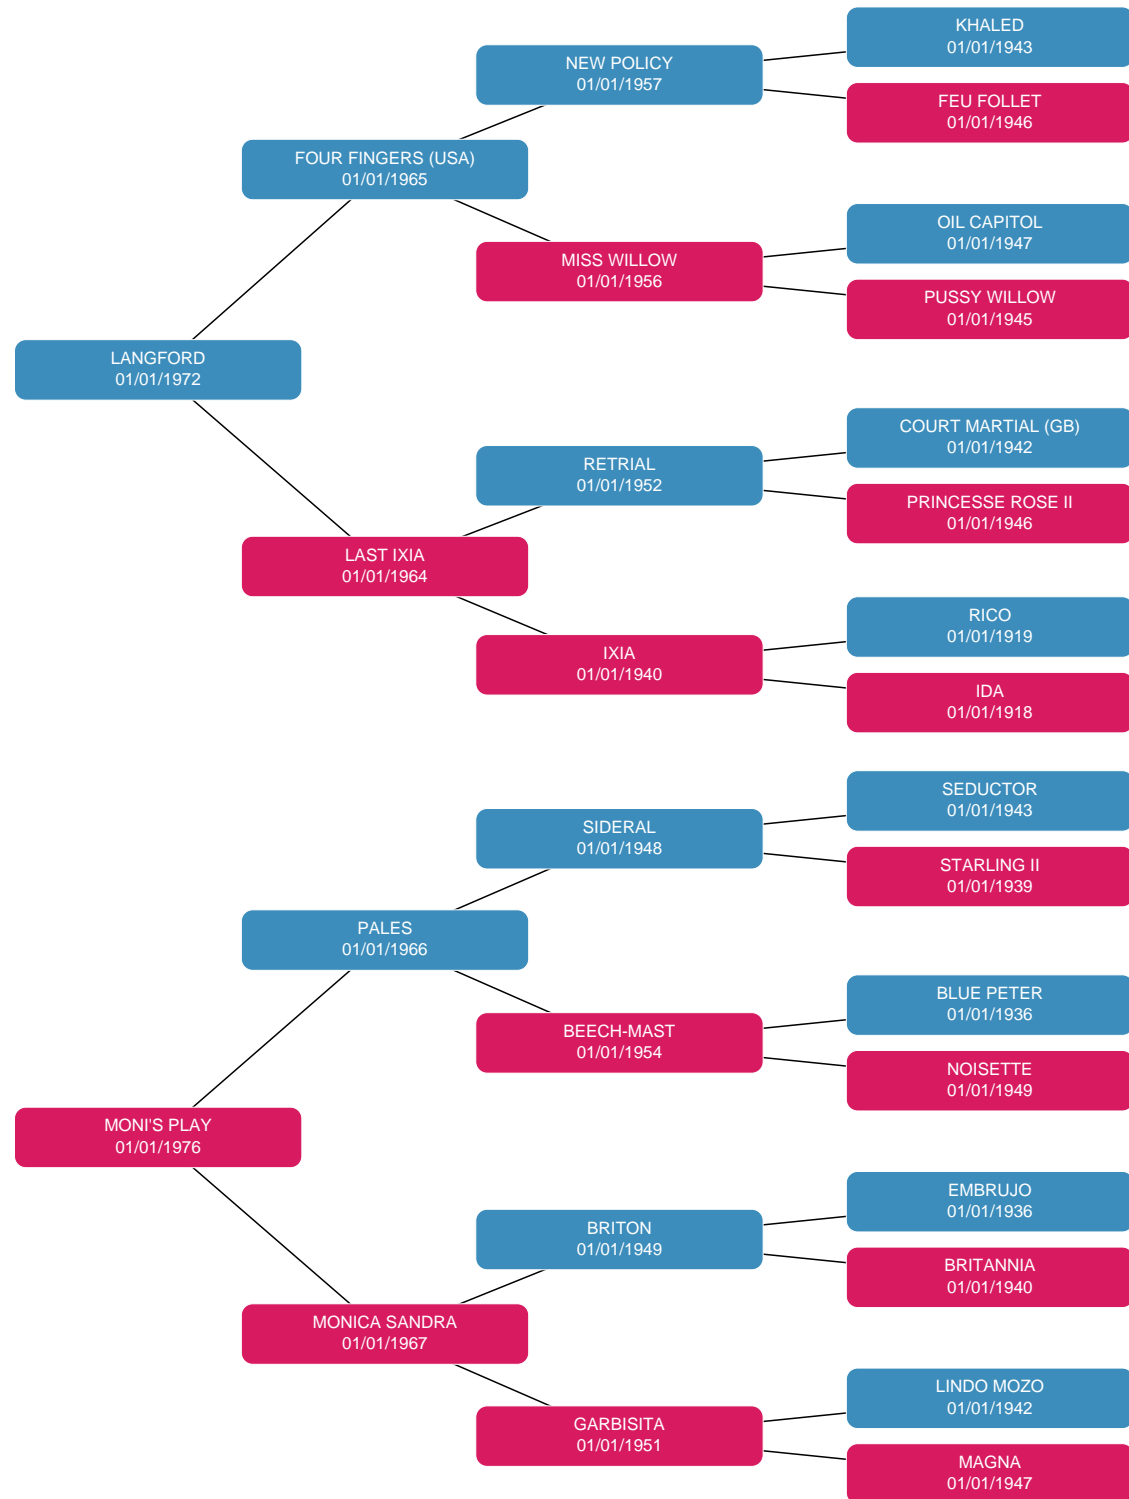 KHALED
01/01/1943
NEW POLICY
01/01/1957
FEU FOLLET
01/01/1946
FOUR FINGERS (USA)
01/01/1965
OIL CAPITOL
01/01/1947
MISS WILLOW
01/01/1956
PUSSY WILLOW
01/01/1945
LANGFORD
01/01/1972
COURT MARTIAL (GB)
01/01/1942
RETRIAL
01/01/1952
PRINCESSE ROSE II
01/01/1946
LAST IXIA
01/01/1964
RICO
01/01/1919
IXIA
01/01/1940
IDA
01/01/1918
SEDUCTOR
01/01/1943
SIDERAL
01/01/1948
STARLING II
01/01/1939
PALES
01/01/1966
BLUE PETER
01/01/1936
BEECH-MAST
01/01/1954
NOISETTE
01/01/1949
MONI'S PLAY
01/01/1976
EMBRUJO
01/01/1936
BRITON
01/01/1949
BRITANNIA
01/01/1940
MONICA SANDRA
01/01/1967
LINDO MOZO
01/01/1942
GARBISITA
01/01/1951
MAGNA
01/01/1947